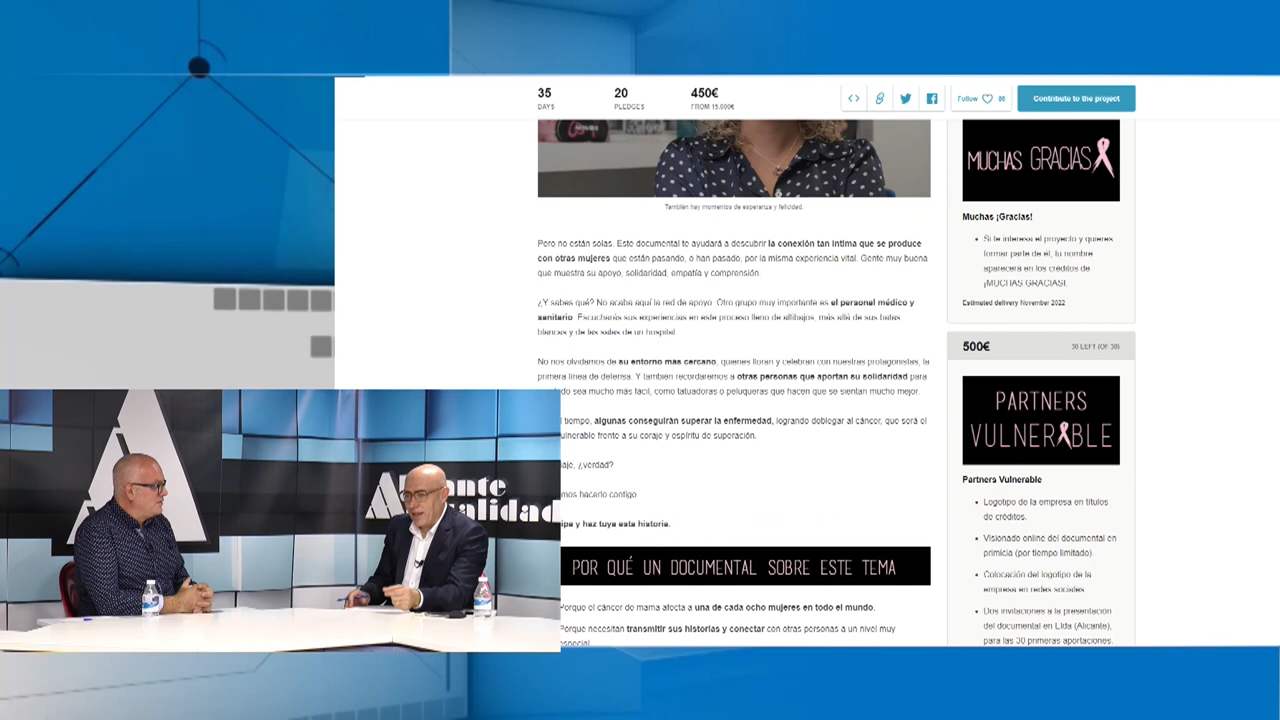 35
DAYS
20
PLEDGES
450€
FROM 15.000€
Follow
86
Contribute to the project
También hay momentos de esperanza y felicidad.
Pero no están solas. Este documental te ayudará a descubrir la conexión tan íntima que se produce
con otras mujeres que están pasando, o han pasado, por la misma experiencia vital. Gente muy buena
que muestra su apoyo, solidaridad, empatía y comprensión.
¿Y sabes qué? No acaba aquí la red de apoyo. Otro grupo muy importante es el personal médico y
sanitario. Escucharás sus experiencias en este proceso lleno de altibajos, más allá de sus batas
blancas y de las salas de un hospital.
No nos olvidamos de su entorno más cercano, quienes lloran y celebran con nuestras protagonistas, la
primera línea de defensa. Y también recordaremos a otras personas que aportan su solidaridad para
sea mucho más fácil, como tatuadoras o peluqueras que hacen que se sientan mucho mejor.
tiempo, algunas conseguirán superar la enfermedad, logrando doblegar al cáncer, que será el
ulnerable frente a su coraje y espíritu de superación.
aje, ¿verdad?
mos hacerlo contigo
ipa y haz tuya esta historia.
POR QUÉ UN DOCUMENTAL SOBRE ESTE TEMA
Porque el cáncer de mama afecta a una de cada ocho mujeres en todo el mundo.
Porque necesitan transmitir sus historias y conectar con otras personas a un nivel muy
especial
MUCHAS GRACIAS
Muchas ¡Gracias!
Si te interesa el proyecto y quieres
formar parte de él, tu nombre
aparecerá en los créditos de
¡MUCHAS GRACIAS!.
Estimated delivery November 2022
500€
30 LEFT (OF 30)
PARTNERS
VULNERABLE
Partners Vulnerable
Logotipo de la empresa en títulos
de créditos.
Visionado online del documental en
primicia (por tiempo limitado).
Colocación del logotipo de la
empresa en redes sociales
Dos invitaciones a la presentación
del documental en Elda (Alicante),
para las 30 primeras aportaciones.
ante
ualidad